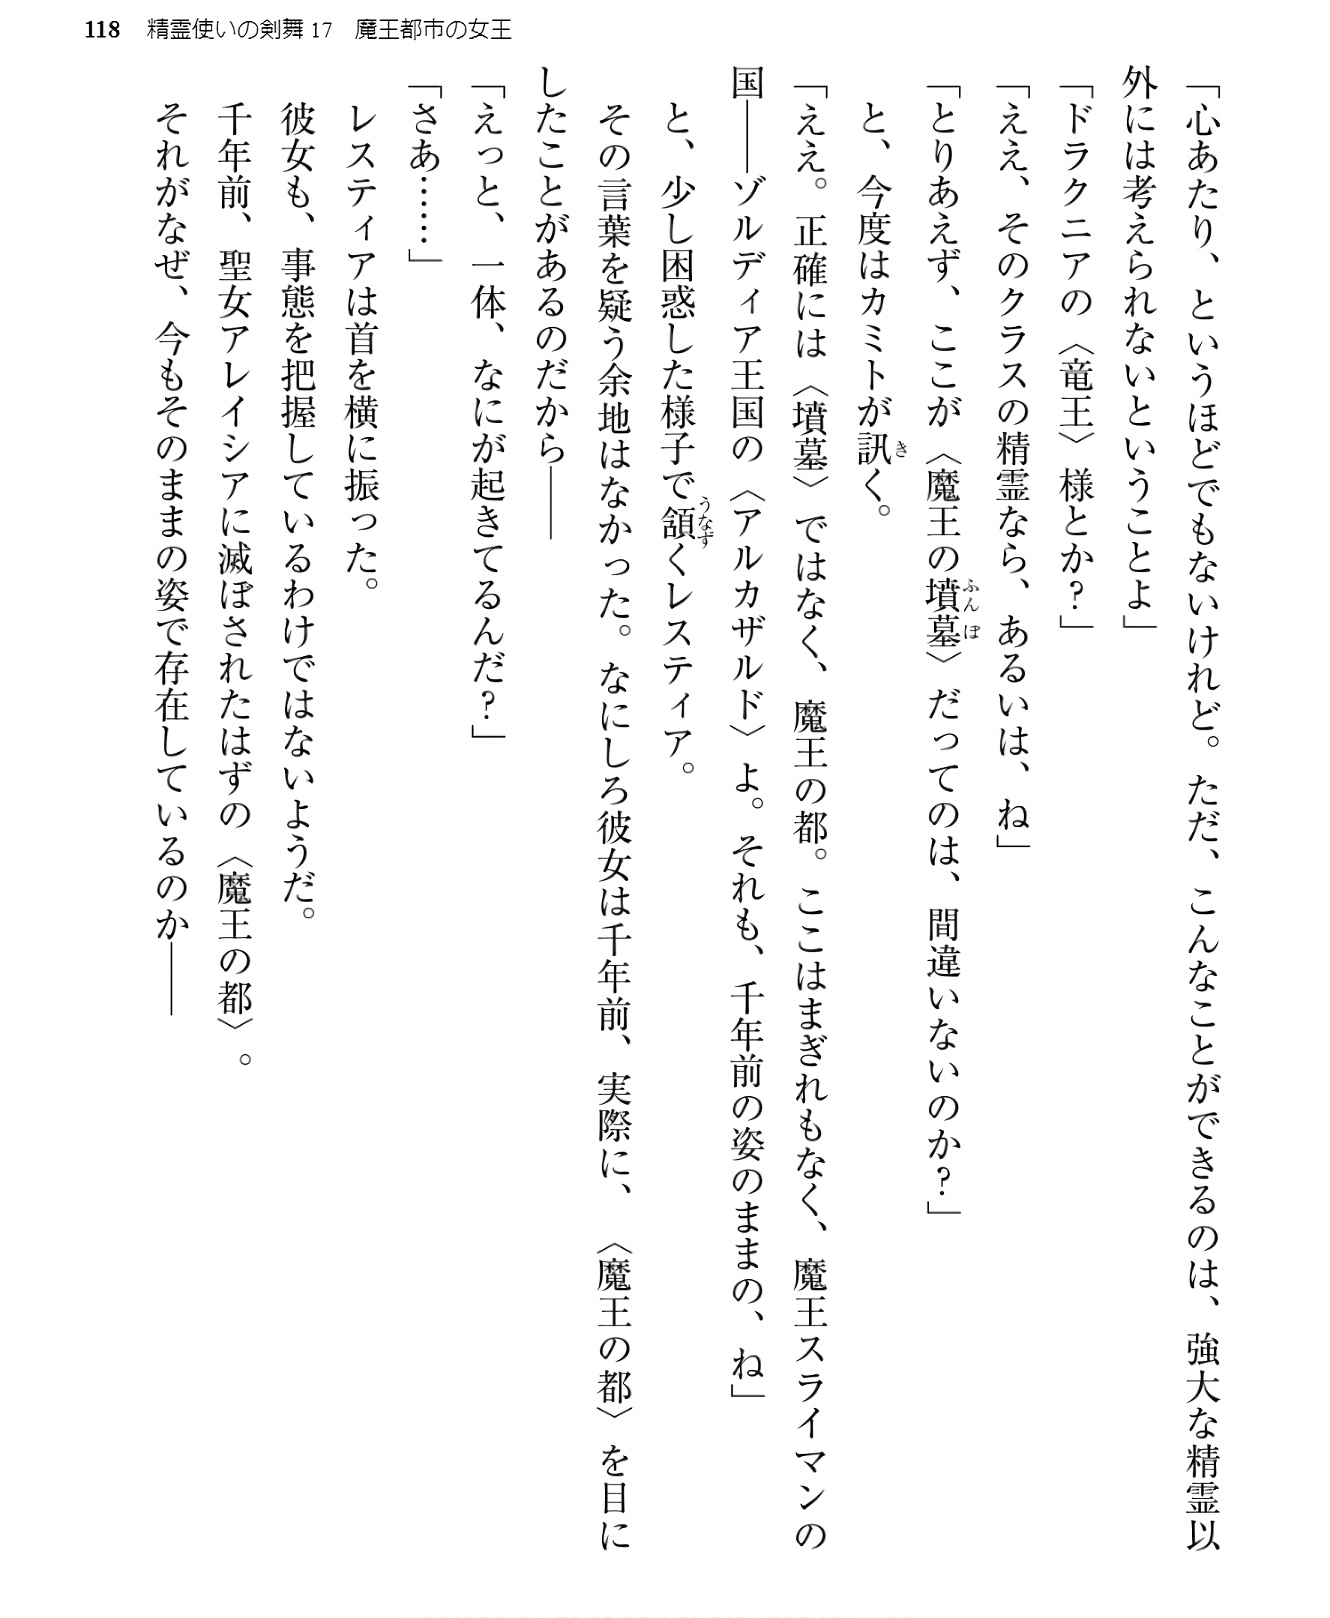 118 精霊使いの剣舞17 魔王都市の女王
「心あたり、というほどでもないけれど。ただ、こんなことができるのは、強大な精霊以
外には考えられないということよ」
「ドラクニアの〈竜王〉様とか?」
「ええ、そのクラスの精霊なら、あるいは、ね」
「とりあえず、ここが〈魔王の墳墓〉だってのは、間違いないのか?」
と、今度はカミトが訊く。
「ええ。正確には〈墳墓〉ではなく、魔王の都。ここはまぎれもなく、魔王スライマンの
国――ゾルディア王国の〈アルカザルド〉よ。それも、千年前の姿のままの、ね」
と、少し困惑した様子で頷くレスティア。
その言葉を疑う余地はなかった。なにしろ彼女は千年前、実際に、〈魔王の都〉を目に
したことがあるのだから――
「えっと、一体、なにが起きてるんだ?」
「さあ……」
レスティアは首を横に振った。
彼女も、事態を把握しているわけではないようだ。
千年前、聖女アレイシアに滅ぼされたはずの〈魔王の都〉。
それがなぜ、今もそのままの姿で存在しているのか――